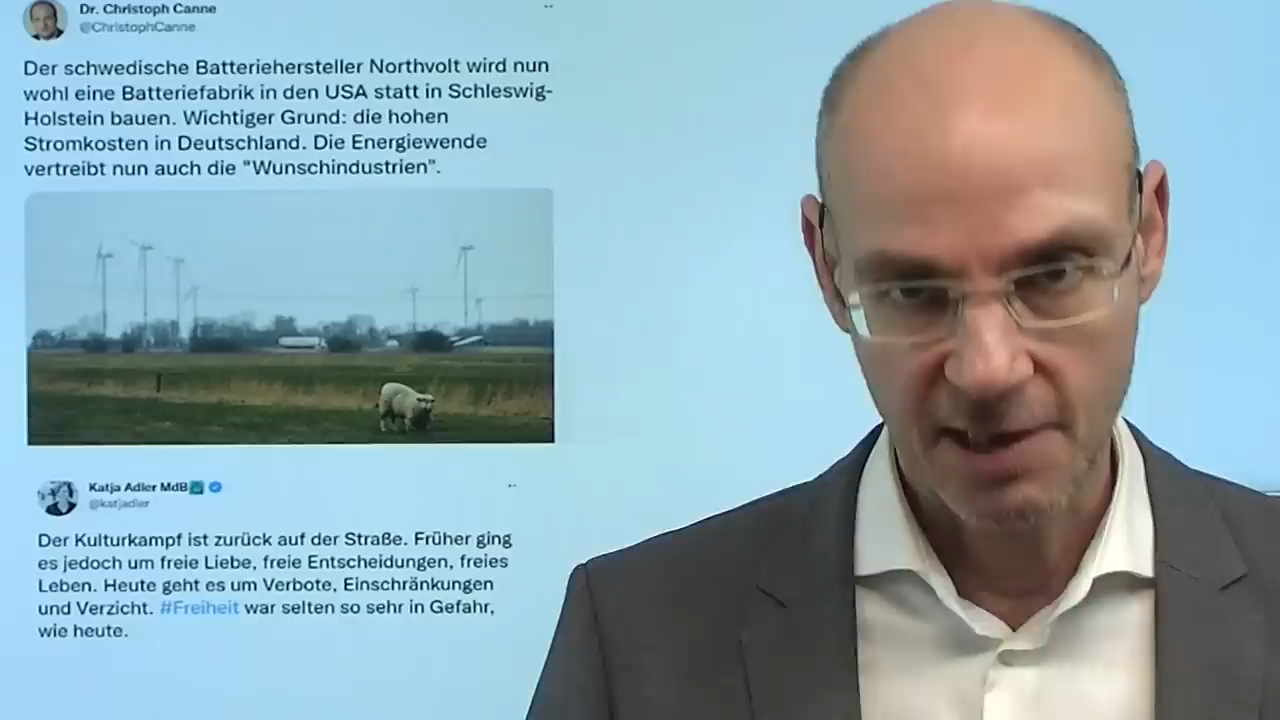 Dr. Christoph Canne
@ChristophCanne
Der schwedische Batteriehersteller Northvolt wird nun
wohl eine Batteriefabrik in den USA statt in Schleswig-
Holstein bauen. Wichtiger Grund: die hohen
Stromkosten in Deutschland. Die Energiewende
vertreibt nun auch die "Wunschindustrien".
Katja Adler MdB
@katjadler
Der Kulturkampf ist zurück auf der Straße. Früher ging
es jedoch um freie Liebe, freie Entscheidungen, freies
Leben. Heute geht es um Verbote, Einschränkungen
und Verzicht. #Freiheit war selten so sehr in Gefahr,
wie heute.